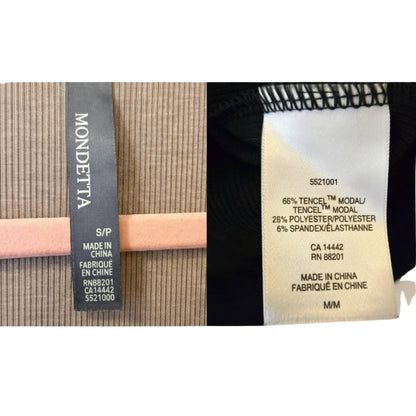 MONDETTA
S/P
MADE IN
CHINA
FABRIQUÉ
EN CHINE
RN88201
CA14442
5521000
5521001
66% TENCEL™ MODAL/
TENCEL™ MODAL
28% POLYESTER/POLYESTER
6% SPANDEX/ÉLASTHANNE
CA 14442
RN 88201
MADE IN CHINA
FABRIQUÉ EN CHINE
M/M